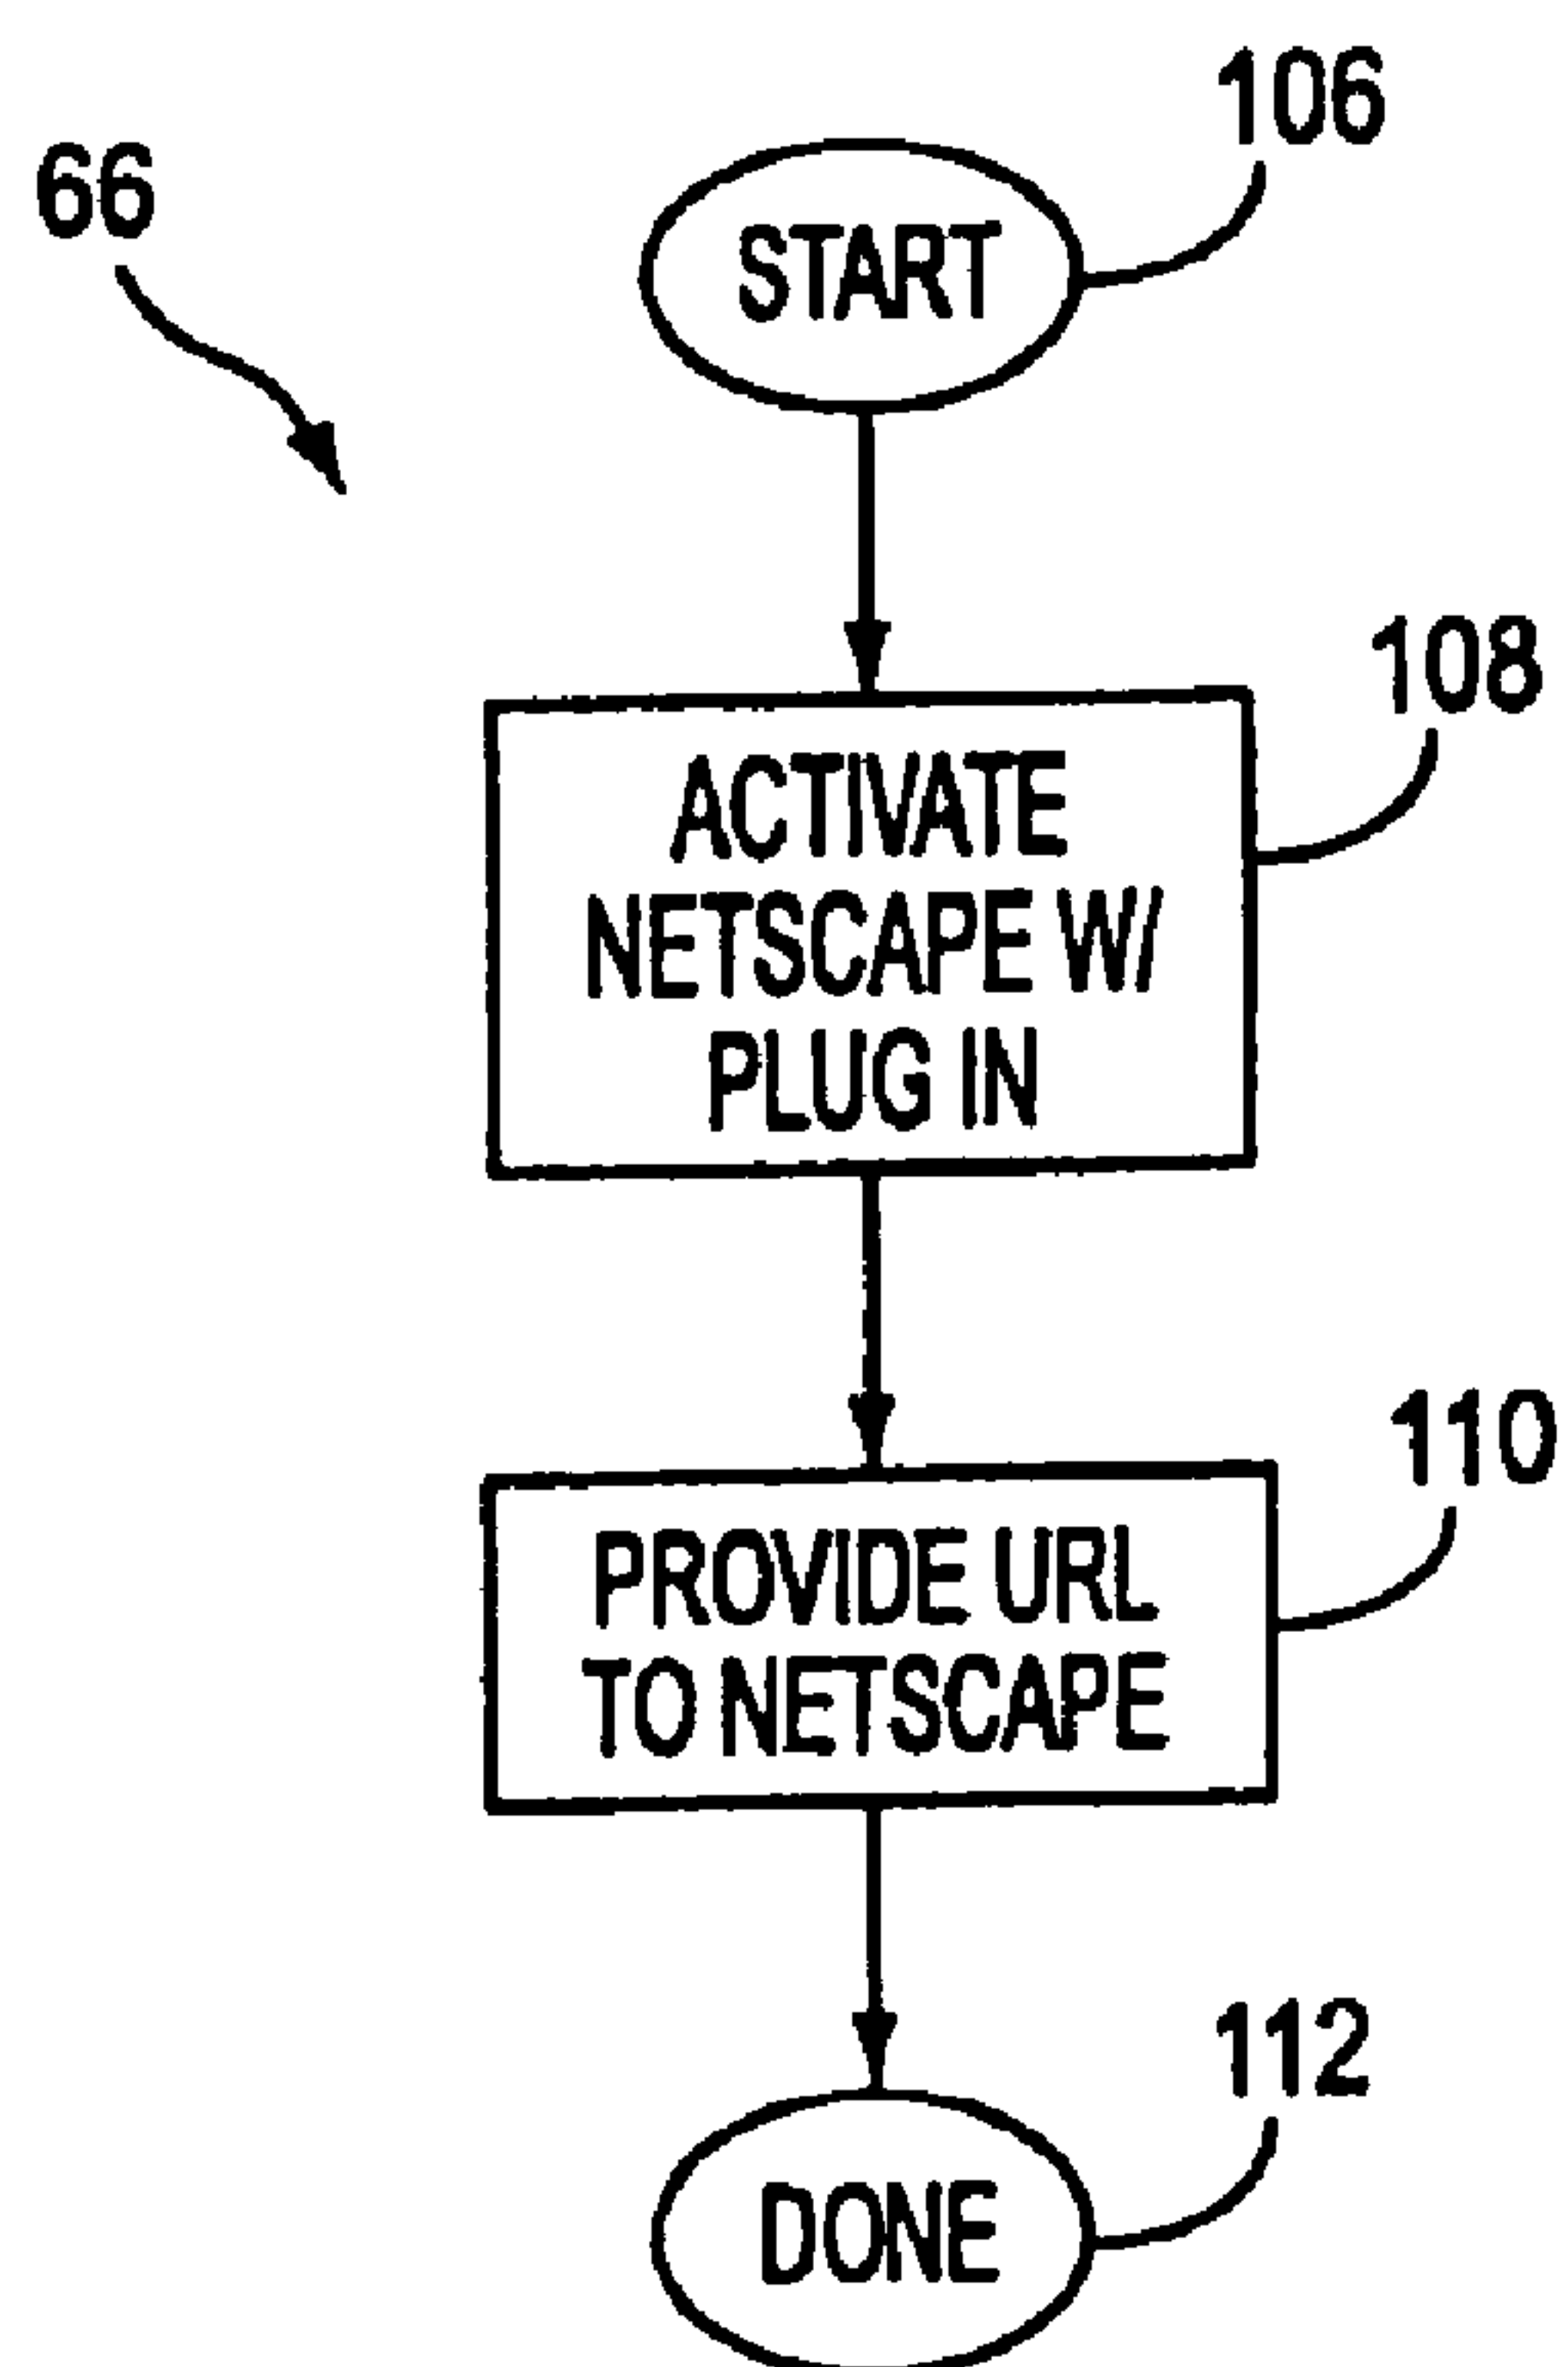 106
66
START
108
ACTIVATE
NETSCAPE W/
PLUG IN
110
PROVIDE URL
TO NETSCAPE
112
DONE